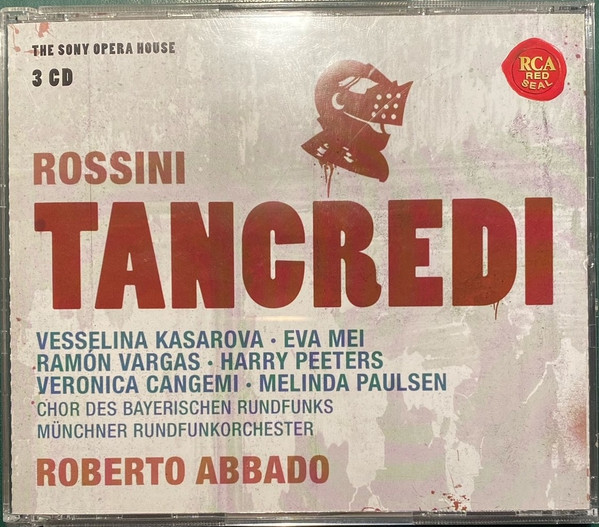 THE SONY OPERA HOUSE
3 CD
RCA
RED
SEAL
ROSSINI
TANCREDI
VESSELINA KASAROVA · EVA MEI
RAMÓN VARGAS · HARRY PEETERS
VERONICA CANGEMI · MELINDA PAULSEN
CHOR DES BAYERISCHEN RUNDFUNKS
MÜNCHNER RUNDFUNKORCHESTER
ROBERTO ABBADO